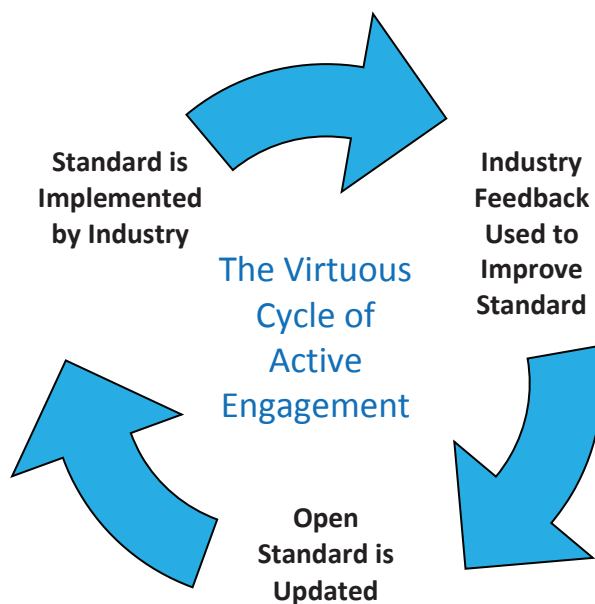 Standard is
Implemented
by Industry
Industry
Feedback
Used to
Improve
Standard
The Virtuous
Cycle of
Active
Engagement
Open
Standard is
Updated